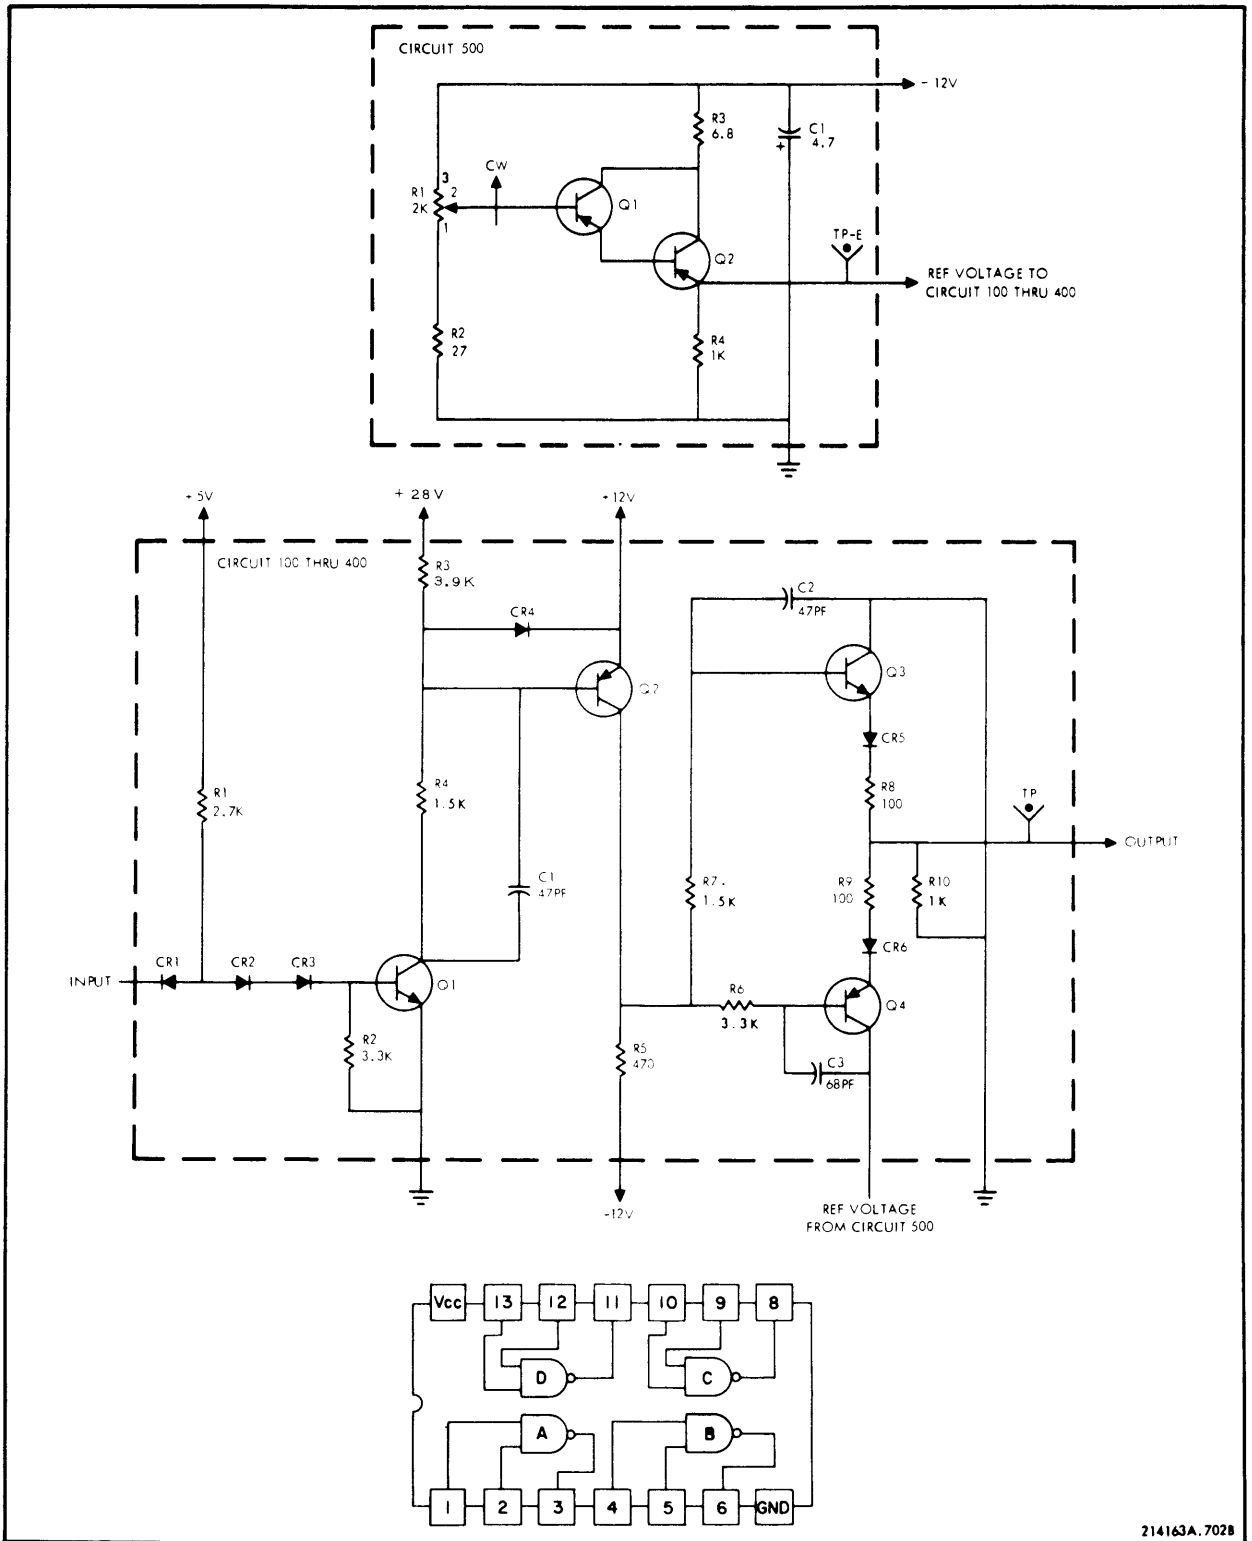 CIRCUIT 500
- 12V
R3
6.8
C1
4.7
+
CW
3
R1
2
2K
1
Q1
TP-E
Q2
REF VOLTAGE TO
CIRCUIT 100 THRU 400
R2
27
R4
1K
+5V
+ 28V
+12V
CIRCUIT 100 THRU 400
R3
3.9K
C2
47PF
CR4
Q3
Q2
CR5
R1
2.7K
R4
1.5K
R8
100
TP
OUTPUT
C1
47PF
R7.
1.5K
R9
100
R10
1K
CR6
INPUT
CR1
CR2
CR3
Q1
R6
3.3K
Q4
R2
3.3K
R5
470
C3
68PF
-12V
REF VOLTAGE
FROM CIRCUIT 500
Vcc
13
12
11
10
9
8
D
C
A
B
1
2
3
4
5
6
GND
214163A.702B